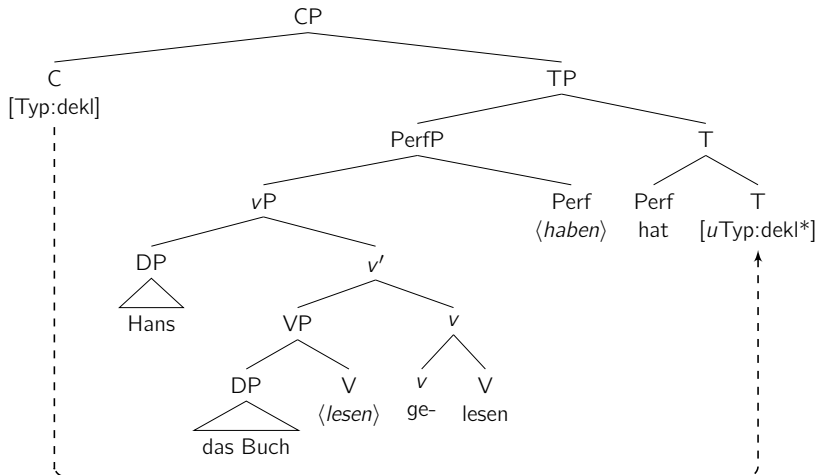 CP
C TP
[Typ:dekl]
PerfP T
vP Perf Perf T
⟨haben⟩ hat [uTyp:dekl*]
DP v′
Hans VP v
DP V v V
⟨lesen⟩ ge- lesen
das Buch